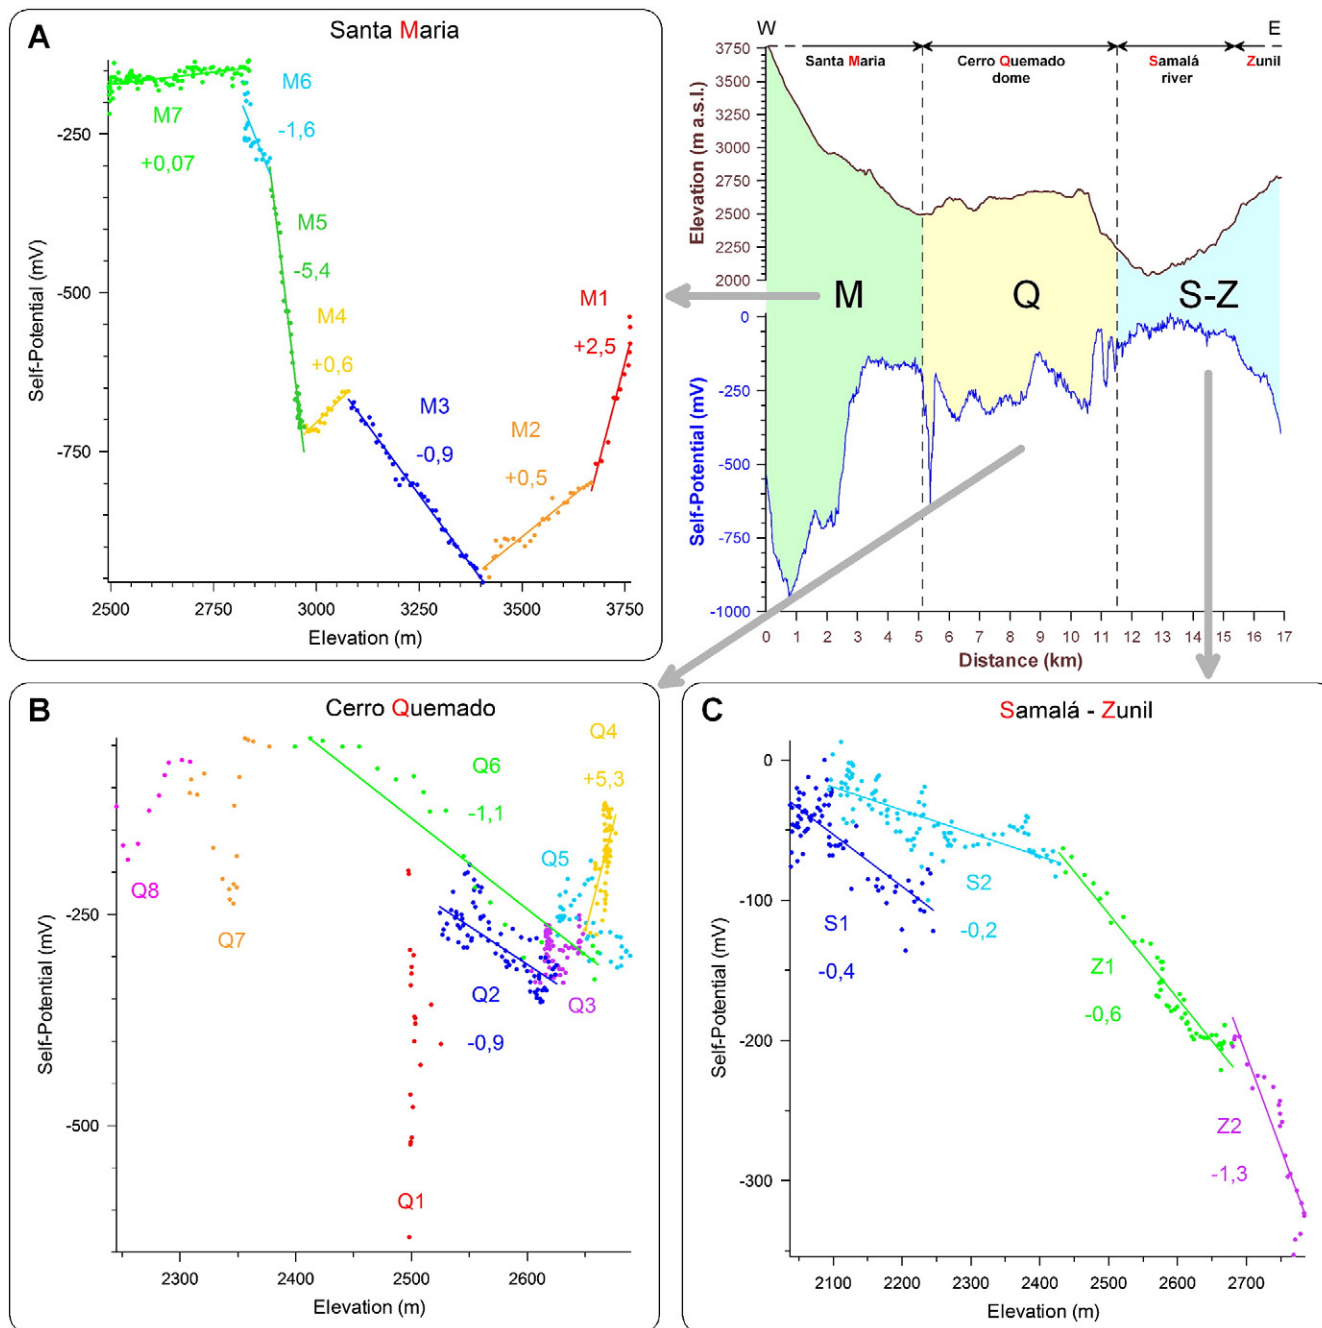 A
Santa Maria
-250
-500
-750
Self-Potential (mV)
M7
+0,07
M6
-1,6
M5
-5,4
M4
+0,6
M3
-0,9
M2
+0,5
M1
+2,5
2500
2750
3000
3250
3500
3750
Elevation (m)
W
E
Santa Maria
Cerro Quemado
dome
Samalá
river
Zunil
3750
3500
3250
3000
2750
2500
2250
2000
Elevation (m a.s.l.)
M
Q
S-Z
0
-250
-500
-750
-1000
Self-Potential (mV)
0 1 2 3 4 5 6 7 8 9 10 11 12 13 14 15 16 17
Distance (km)
B
Cerro Quemado
-250
-500
Self-Potential (mV)
Q8
Q7
Q6
-1,1
Q5
Q4
+5,3
Q2
-0,9
Q3
Q1
2300
2400
2500
2600
Elevation (m)
C
Samalá - Zunil
0
-100
-200
-300
Self-Potential (mV)
S1
-0,4
S2
-0,2
Z1
-0,6
Z2
-1,3
2100
2200
2300
2400
2500
2600
2700
Elevation (m)